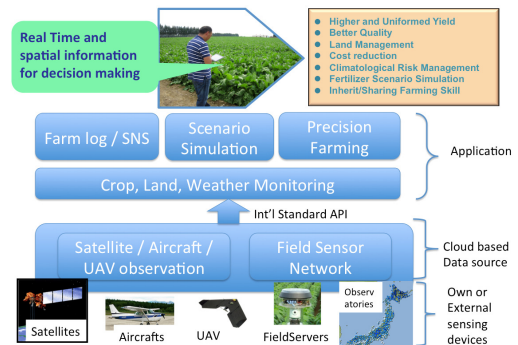 Real Time and
spatial information
for decision making
Higher and Uniformed Yield
Better Quality
Land Management
Cost reduction
Climatological Risk Management
Fertilizer Scenario Simulation
Inherit/Sharing Farming Skill
Farm log / SNS
Scenario
Simulation
Precision
Farming
Application
Crop, Land, Weather Monitoring
Int'l Standard API
Satellite / Aircraft /
UAV observation
Field Sensor
Network
Cloud based
Data source
Satellites
Aircrafts
UAV
FieldServers
Observ
atories
Own or
External
sensing
devices